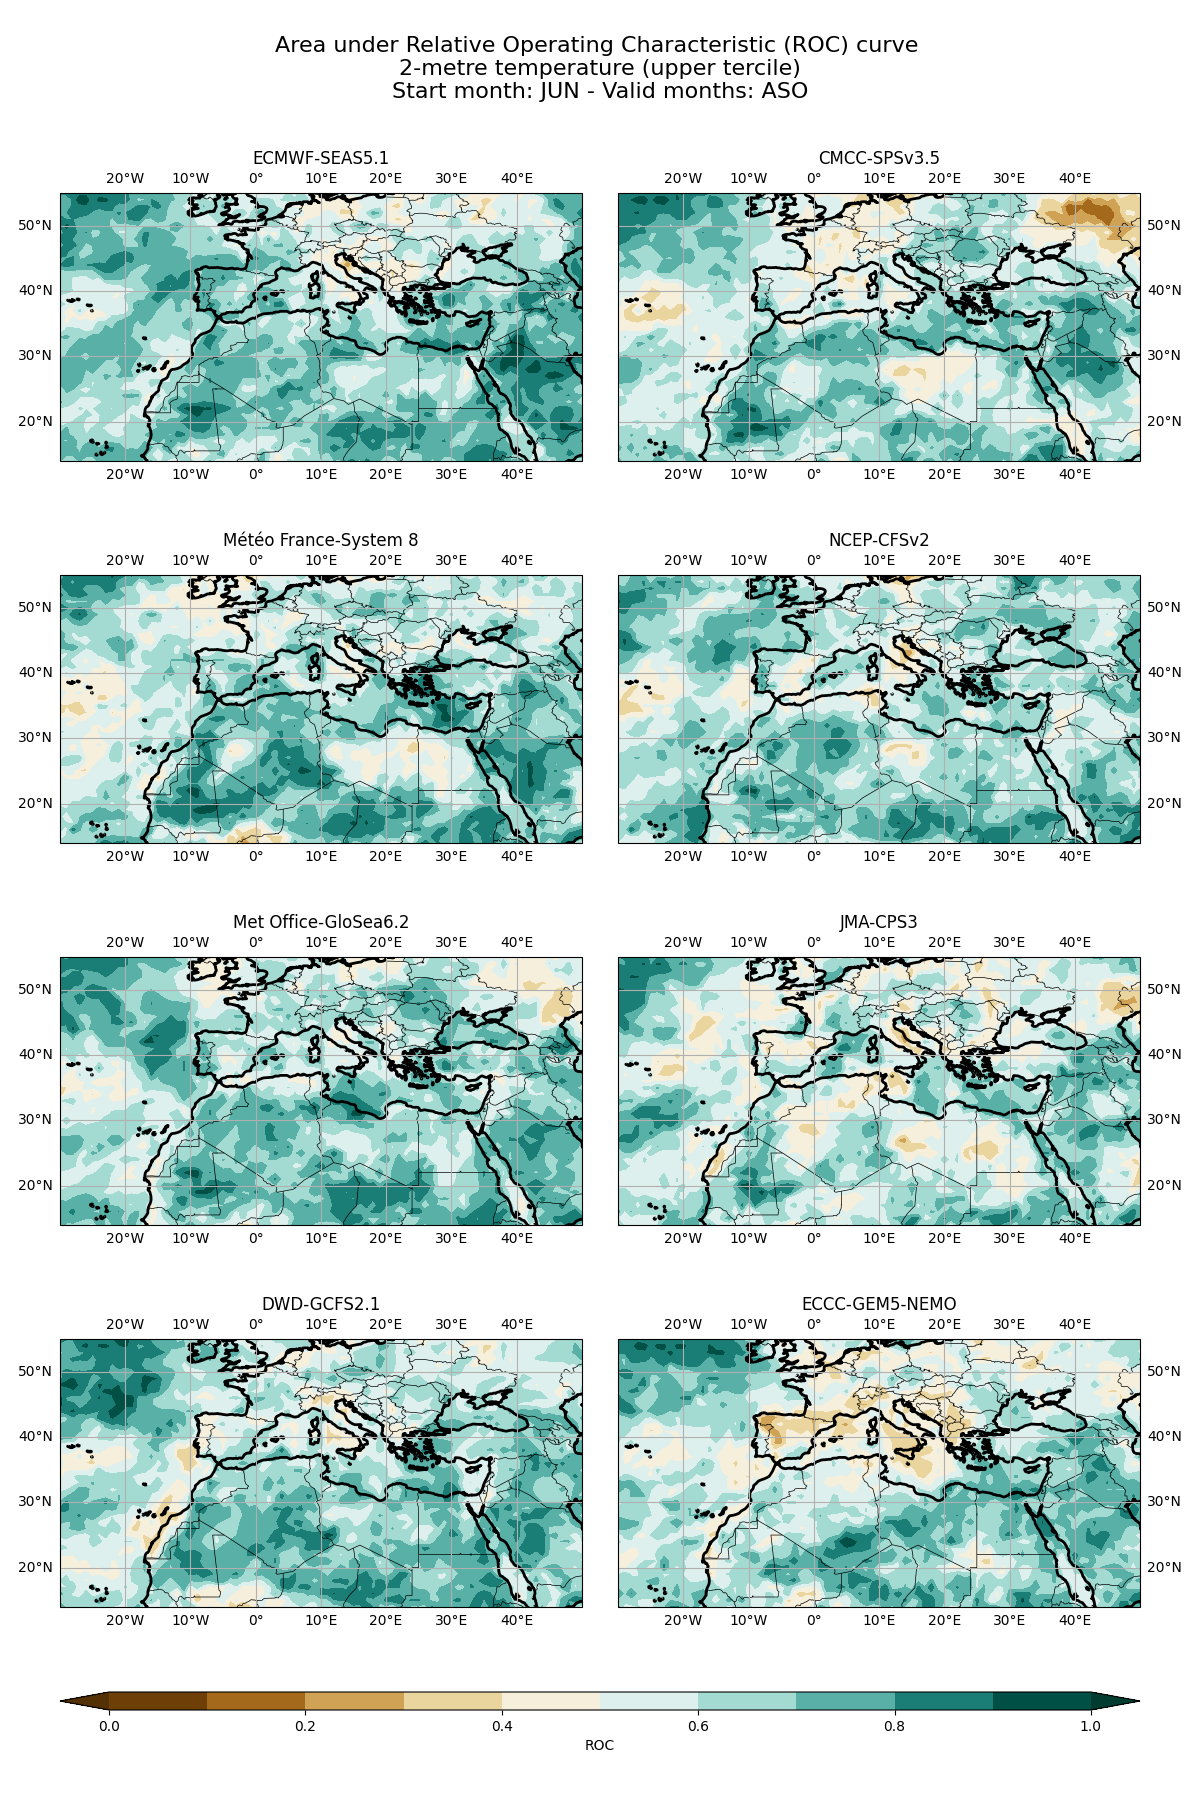 Area under Relative Operating Characteristic (ROC) curve
2-metre temperature (upper tercile)
Start month: JUN - Valid months: ASO
ECMWF-SEAS5.1
20°W 10°W 0° 10°E 20°E 30°E 40°E
50°N
40°N
30°N
20°N
20°W 10°W 0° 10°E 20°E 30°E 40°E
CMCC-SPSv3.5
20°W 10°W 0° 10°E 20°E 30°E 40°E
50°N
40°N
30°N
20°N
20°W 10°W 0° 10°E 20°E 30°E 40°E
Météo France-System 8
20°W 10°W 0° 10°E 20°E 30°E 40°E
50°N
40°N
30°N
20°N
20°W 10°W 0° 10°E 20°E 30°E 40°E
NCEP-CFSv2
20°W 10°W 0° 10°E 20°E 30°E 40°E
50°N
40°N
30°N
20°N
20°W 10°W 0° 10°E 20°E 30°E 40°E
Met Office-GloSea6.2
20°W 10°W 0° 10°E 20°E 30°E 40°E
50°N
40°N
30°N
20°N
20°W 10°W 0° 10°E 20°E 30°E 40°E
JMA-CPS3
20°W 10°W 0° 10°E 20°E 30°E 40°E
50°N
40°N
30°N
20°N
20°W 10°W 0° 10°E 20°E 30°E 40°E
DWD-GCFS2.1
20°W 10°W 0° 10°E 20°E 30°E 40°E
50°N
40°N
30°N
20°N
20°W 10°W 0° 10°E 20°E 30°E 40°E
ECCC-GEM5-NEMO
20°W 10°W 0° 10°E 20°E 30°E 40°E
50°N
40°N
30°N
20°N
20°W 10°W 0° 10°E 20°E 30°E 40°E
0.0 0.2 0.4 0.6 0.8 1.0
ROC